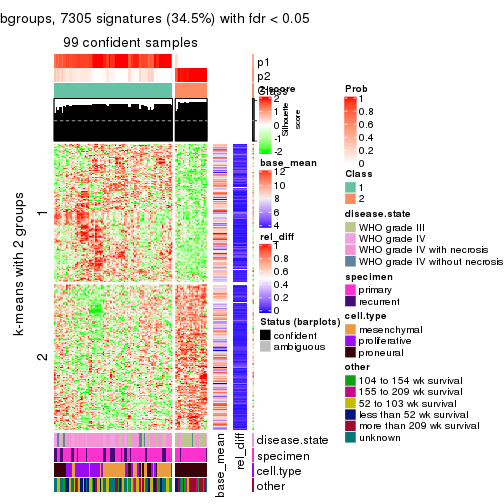 bgroups, 7305 signatures (34.5%) with fdr < 0.05
99 confident samples
p1
p2
Class
z-score
2
1
0
-1
-2
Silhouette
score
base_mean
12
10
8
6
4
rel_diff
1
0.8
0.6
0.4
0.2
0
Status (barplots)
confident
ambiguous
Prob
1
0.8
0.6
0.4
0.2
0
Class
1
2
disease.state
WHO grade III
WHO grade IV
WHO grade IV with necrosis
WHO grade IV without necrosis
specimen
primary
recurrent
cell.type
mesenchymal
proliferative
proneural
other
104 to 154 wk survival
155 to 209 wk survival
52 to 103 wk survival
less than 52 wk survival
more than 209 wk survival
unknown
k-means with 2 groups
1
2
base_mean
rel_diff
disease.state
specimen
cell.type
other